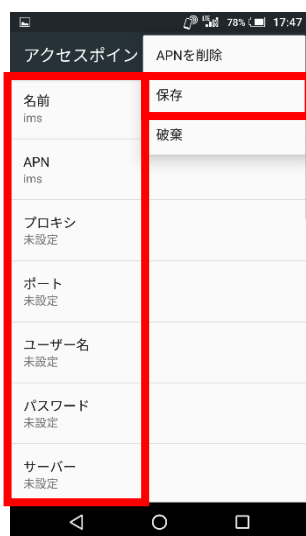 78% 17:47
アクセスポイン
APNを削除
保存
破棄
名前
ims
APN
ims
プロキシ
未設定
ポート
未設定
ユーザー名
未設定
パスワード
未設定
サーバー
未設定